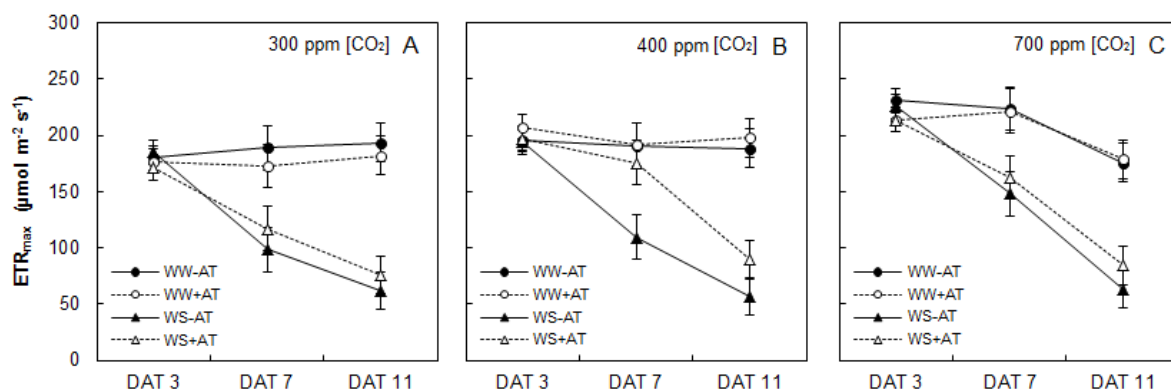 300 ppm [CO₂] A
400 ppm [CO₂] B
700 ppm [CO₂] C
ETRmax (µmol m⁻² s⁻¹)
300
250
200
150
100
50
0
WW-AT
WW+AT
WS-AT
WS+AT
WW-AT
WW+AT
WS-AT
WS+AT
WW-AT
WW+AT
WS-AT
WS+AT
DAT 3 DAT 7 DAT 11
DAT 3 DAT 7 DAT 11
DAT 3 DAT 7 DAT 11